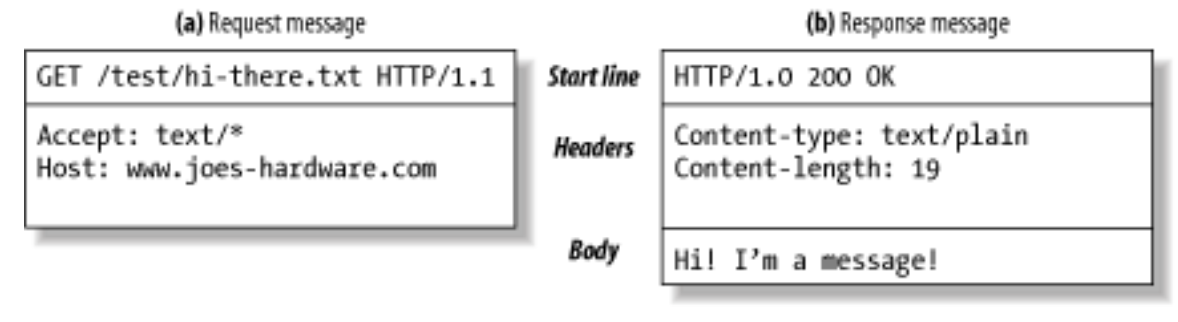 (a) Request message
GET /test/hi-there.txt HTTP/1.1
Accept: text/*
Host: www.joes-hardware.com
Start line
Headers
Body
(b) Response message
HTTP/1.0 200 OK
Content-type: text/plain
Content-length: 19
Hi! I'm a message!